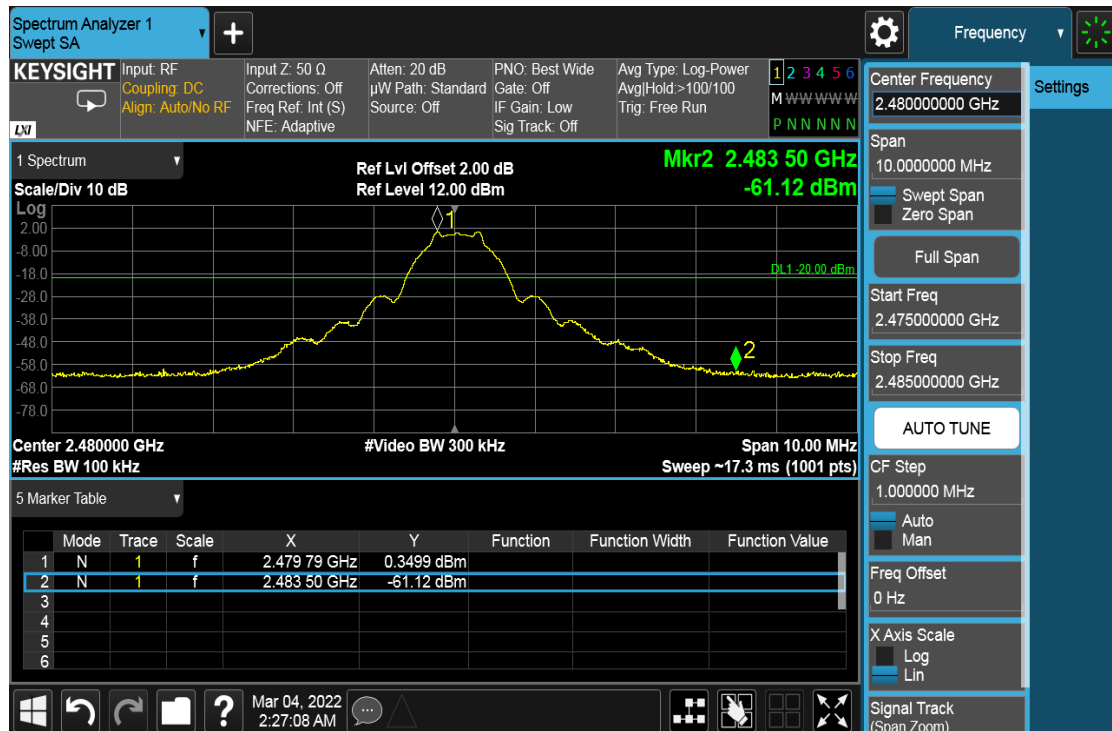 Spectrum Analyzer 1
Swept SA
+
Frequency
KEYSIGHT
LXI
Input: RF
Coupling: DC
Align: Auto/No RF
Input Z: 50 Ω
Corrections: Off
Freq Ref: Int (S)
NFE: Adaptive
Atten: 20 dB
µW Path: Standard
Source: Off
PNO: Best Wide
Gate: Off
IF Gain: Low
Sig Track: Off
Avg Type: Log-Power
Avg|Hold:>100/100
Trig: Free Run
1 2 3 4 5 6
M W W W W W
P N N N N N
1 Spectrum
Scale/Div 10 dB
Ref Lvl Offset 2.00 dB
Ref Level 12.00 dBm
Mkr2 2.483 50 GHz
-61.12 dBm
Log
2.00
-8.00
-18.0
-28.0
-38.0
-48.0
-58.0
-68.0
-78.0
1
DL1 -20.00 dBm
2
Center 2.480000 GHz
#Video BW 300 kHz
Span 10.00 MHz
#Res BW 100 kHz
Sweep ~17.3 ms (1001 pts)
5 Marker Table
Mode Trace Scale X Y Function Function Width Function Value
1 N 1 f 2.479 79 GHz 0.3499 dBm
2 N 1 f 2.483 50 GHz -61.12 dBm
3
4
5
6
Mar 04, 2022
2:27:08 AM
?
Center Frequency
2.480000000 GHz
Settings
Span
10.0000000 MHz
Swept Span
Zero Span
Full Span
Start Freq
2.475000000 GHz
Stop Freq
2.485000000 GHz
AUTO TUNE
CF Step
1.000000 MHz
Auto
Man
Freq Offset
0 Hz
X Axis Scale
Log
Lin
Signal Track
(Span Zoom)